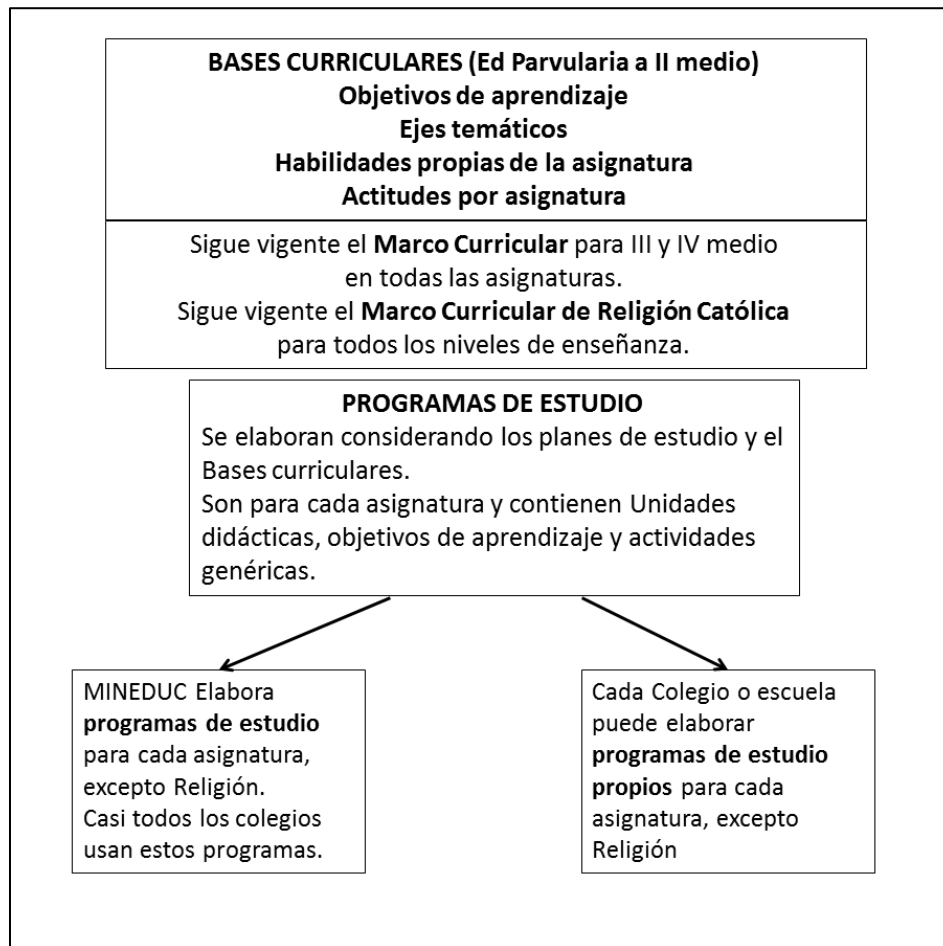 BASES CURRICULARES (Ed Parvularia a II medio)
Objetivos de aprendizaje
Ejes temáticos
Habilidades propias de la asignatura
Actitudes por asignatura
Sigue vigente el Marco Curricular para III y IV medio
en todas las asignaturas.
Sigue vigente el Marco Curricular de Religión Católica
para todos los niveles de enseñanza.
PROGRAMAS DE ESTUDIO
Se elaboran considerando los planes de estudio y el
Bases curriculares.
Son para cada asignatura y contienen Unidades
didácticas, objetivos de aprendizaje y actividades
genéricas.
MINEDUC Elabora
programas de estudio
para cada asignatura,
excepto Religión.
Casi todos los colegios
usan estos programas.
Cada Colegio o escuela
puede elaborar
programas de estudio
propios para cada
asignatura, excepto
Religión